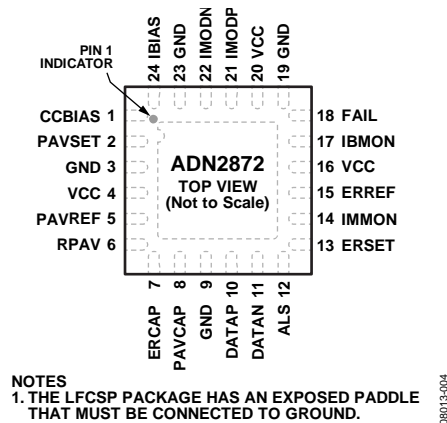 24 IBIAS
23 GND
22 IMODN
21 IMODP
20 VCC
19 GND
PIN 1
INDICATOR
CCBIAS 1
PAVSET 2
GND 3
VCC 4
PAVREF 5
RPAV 6
ADN2872
TOP VIEW
(Not to Scale)
18 FAIL
17 IBMON
16 VCC
15 ERREF
14 IMMON
13 ERSET
ERCAP 7
PAVCAP 8
GND 9
DATAP 10
DATAN 11
ALS 12
NOTES
1. THE LFCSP PACKAGE HAS AN EXPOSED PADDLE
THAT MUST BE CONNECTED TO GROUND.
08013-004